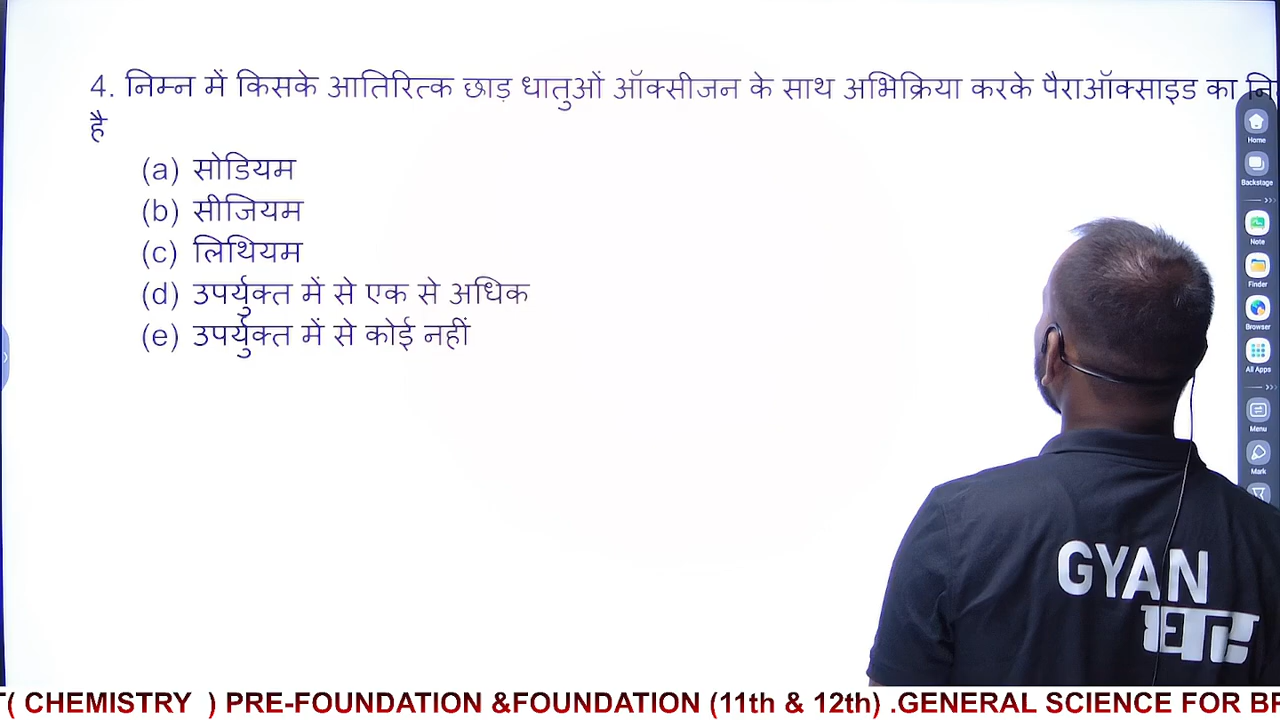 4. निम्न में किसके आतिरित्क छाड़ धातुओं ऑक्सीजन के साथ अभिक्रिया करके पैराऑक्साइड का
है
(a) सोडियम
(b) सीजियम
(c) लिथियम
(d) उपर्युक्त में से एक से अधिक
(e) उपर्युक्त में से कोई नहीं
Home
Backstage
Note
Finder
Browser
All Apps
Menu
Mark
GYAN
घर
( CHEMISTRY ) PRE-FOUNDATION &FOUNDATION (11th & 12th) .GENERAL SCIENCE FOR